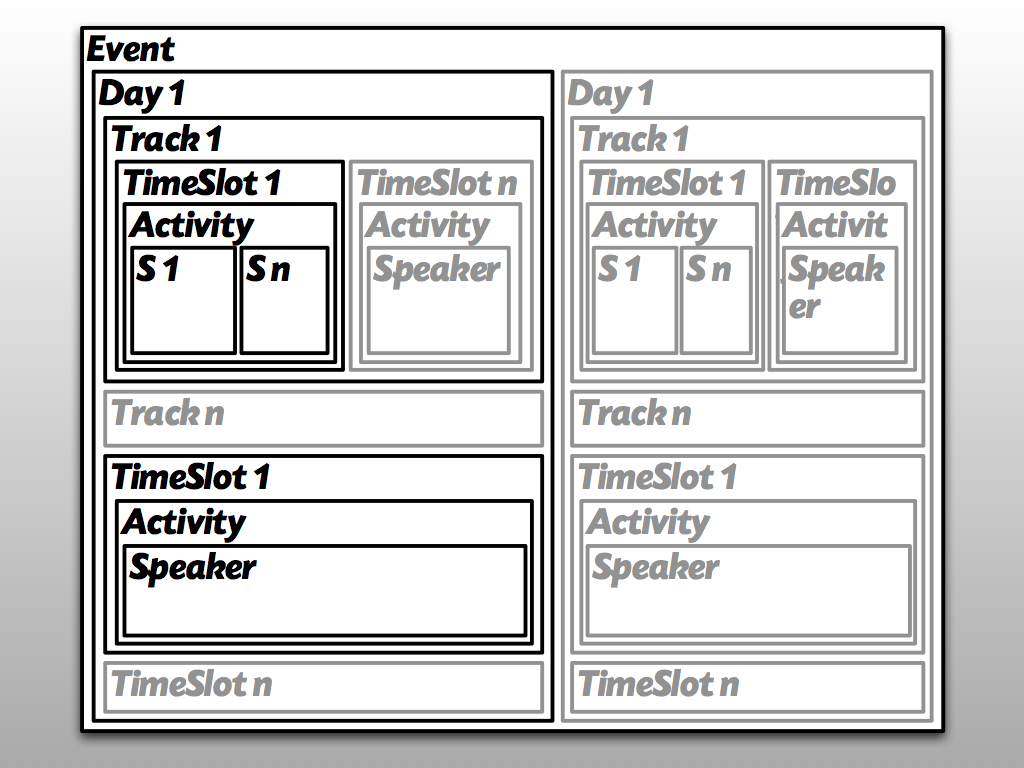 Event
Day 1
Track 1
TimeSlot 1
Activity
S 1
S n
TimeSlot n
Activity
Speaker
Track n
TimeSlot 1
Activity
Speaker
TimeSlot n
Day 1
Track 1
TimeSlot 1
Activity
S 1
S n
TimeSlo
Activit
Speak
er
Track n
TimeSlot 1
Activity
Speaker
TimeSlot n